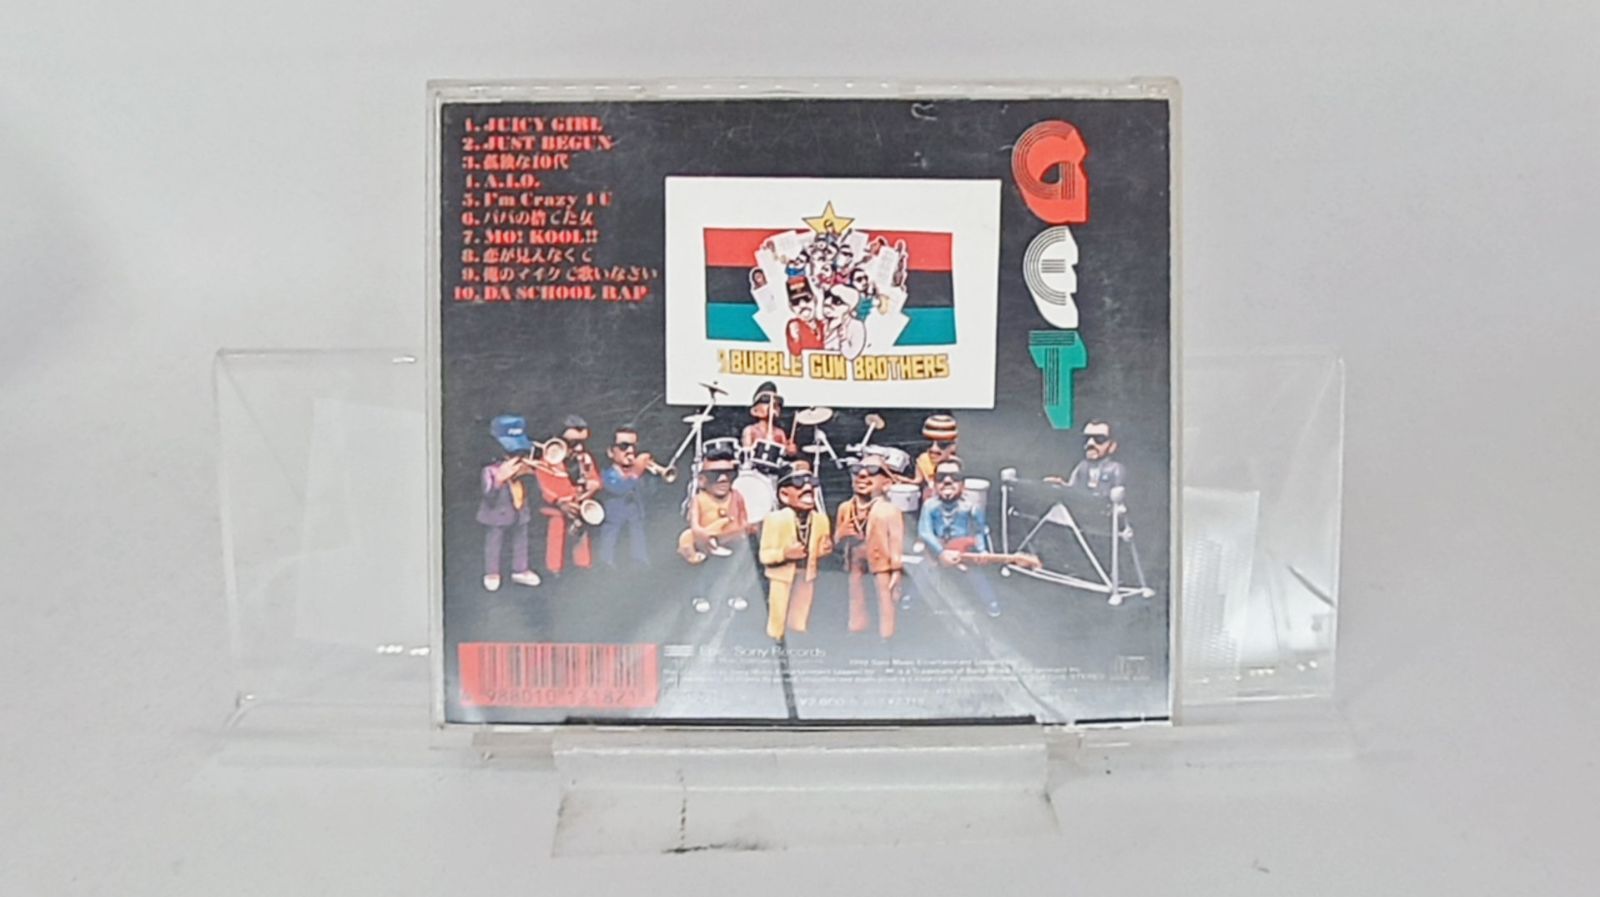 1. JUICY GIRL
2. JUST BEGUN
3. 孤独な10代
4. A.I.O.
5. I'm Crazy 4 U
6. パパの捨てた女
7. MO! KOOL!!
8. 恋が見えなくて
9. 俺のマイクで歌いなさい
10. DA SCHOOL RAP
GET
BUBBLE GUM BROTHERS
Epic/Sony Records
4 988010 131821